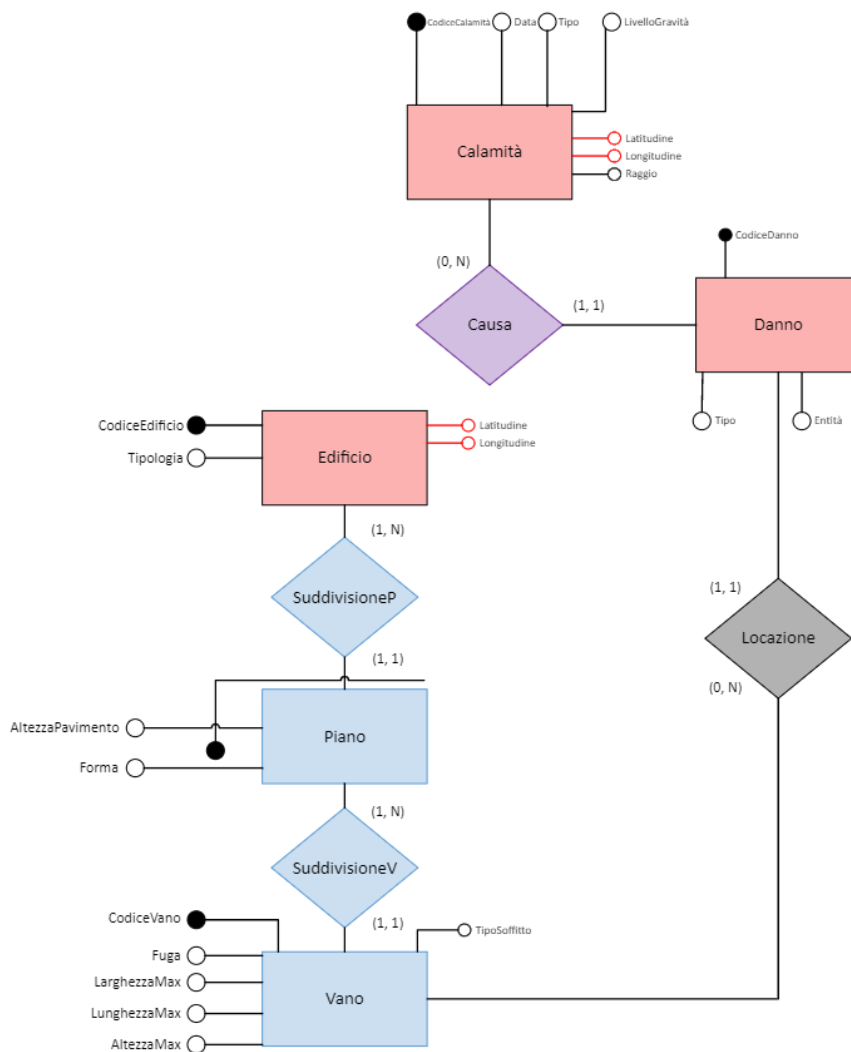 CodiceCalamità
Data
Tipo
LivelloGravità
Calamità
Latitudine
Longitudine
Raggio
(0, N)
Causa
(1, 1)
CodiceDanno
Danno
Tipo
Entità
CodiceEdificio
Tipologia
Edificio
Latitudine
Longitudine
(1, N)
SuddivisioneP
(1, 1)
(1, 1)
Locazione
(0, N)
AltezzaPavimento
Forma
Piano
(1, N)
SuddivisioneV
(1, 1)
CodiceVano
TipoSoffitto
Fuga
LarghezzaMax
LunghezzaMax
AltezzaMax
Vano